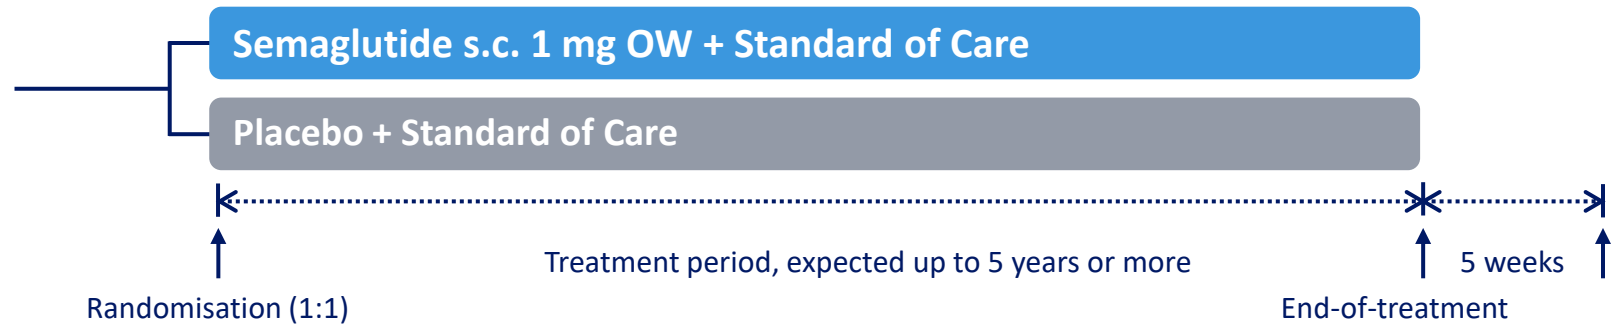 Semaglutide s.c. 1 mg OW + Standard of Care
Placebo + Standard of Care
Treatment period, expected up to 5 years or more
5 weeks
Randomisation (1:1)
End-of-treatment